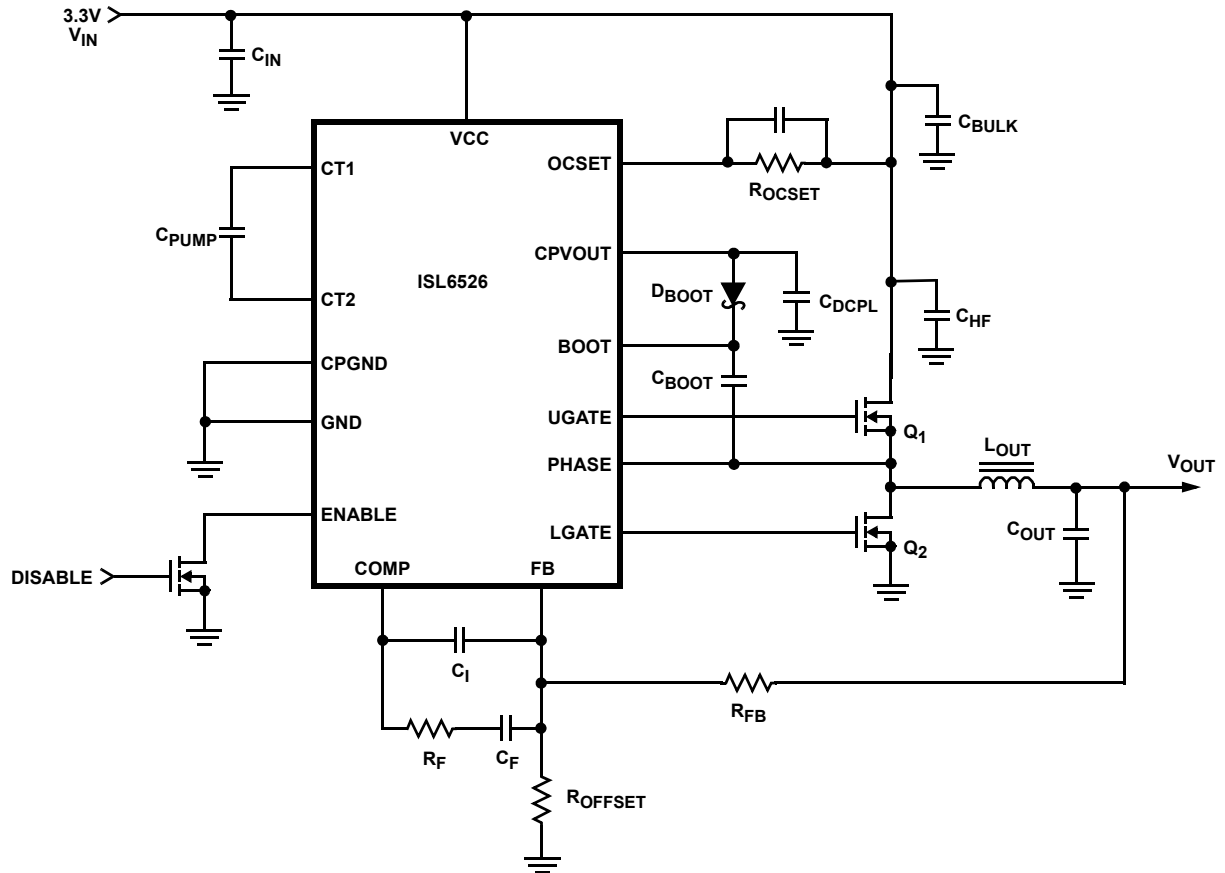 3.3V
VIN
CIN
VCC
CT1
OCSET
ROCSET
CBULK
CPUMP
CPVOUT
ISL6526
DBOOT
CDCPL
CT2
CHF
BOOT
CPGND
CBOOT
GND
UGATE
Q1
LOUT
PHASE
VOUT
ENABLE
LGATE
Q2
COUT
DISABLE
COMP
FB
CI
RFB
RF
CF
ROFFSET